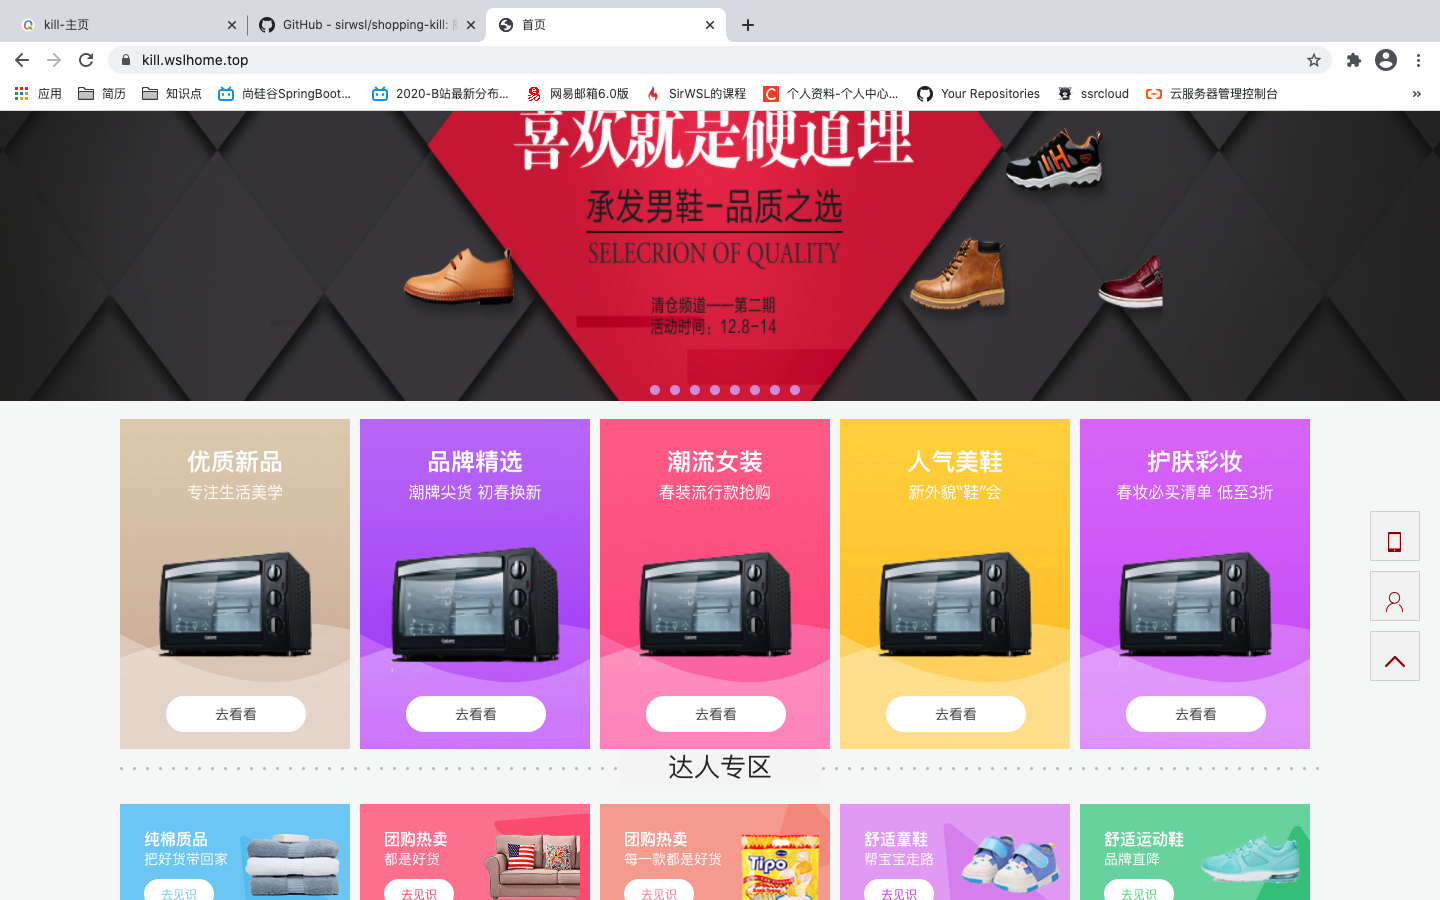 kill-主页
GitHub - sirwsl/shopping-kill:
首页
kill.wslhome.top
应用
简历
知识点
尚硅谷SpringBoot...
2020-B站最新分布...
网易邮箱6.0版
SirWSL的课程
个人资料-个人中心...
Your Repositories
ssrcloud
云服务器管理控制台
»
喜欢就是硬道理
承发男鞋-品质之选
SELECRION OF QUALITY
清仓频道——第二期
活动时间：12.8-14
优质新品
专注生活美学
去看看
品牌精选
潮牌尖货 初春换新
去看看
潮流女装
春装流行款抢购
去看看
人气美鞋
新外貌“鞋”会
去看看
护肤彩妆
春妆必买清单 低至3折
去看看
达人专区
纯棉质品
把好货带回家
去见识
团购热卖
都是好货
去见识
团购热卖
每一款都是好货
Tipo
去见识
舒适童鞋
帮宝宝走路
去见识
舒适运动鞋
品牌直降
去见识